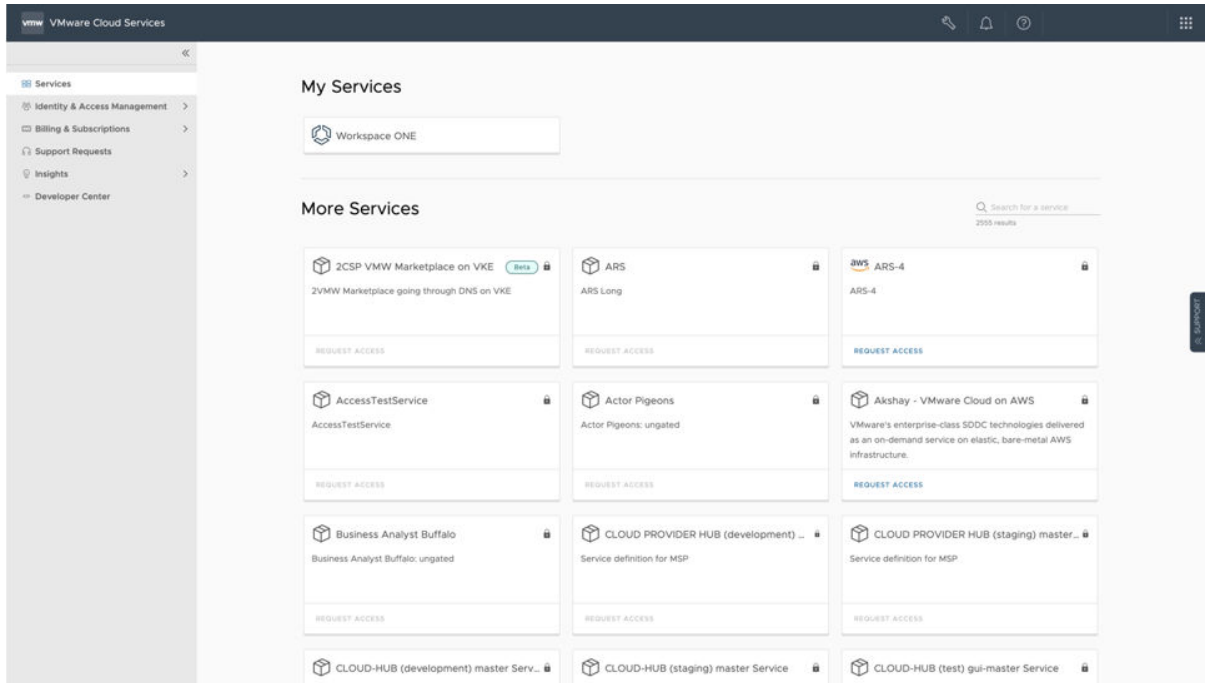 vmw VMware Cloud Services
Services
Identity & Access Management
Billing & Subscriptions
Support Requests
Insights
Developer Center
My Services
Workspace ONE
More Services
Search for a service
2555 results
2CSP VMW Marketplace on VKE Beta
2VMW Marketplace going through DNS on VKE
REQUEST ACCESS
ARS
ARS Long
REQUEST ACCESS
aws ARS-4
ARS-4
REQUEST ACCESS
AccessTestService
AccessTestService
REQUEST ACCESS
Actor Pigeons
Actor Pigeons: ungated
REQUEST ACCESS
Akshay - VMware Cloud on AWS
VMware's enterprise-class SDDC technologies delivered
as an on-demand service on elastic, bare-metal AWS
infrastructure.
REQUEST ACCESS
Business Analyst Buffalo
Business Analyst Buffalo: ungated
REQUEST ACCESS
CLOUD PROVIDER HUB (development) ...
Service definition for MSP
REQUEST ACCESS
CLOUD PROVIDER HUB (staging) master...
Service definition for MSP
REQUEST ACCESS
CLOUD-HUB (development) master Serv...
CLOUD-HUB (staging) master Service
CLOUD-HUB (test) gui-master Service
SUPPORT